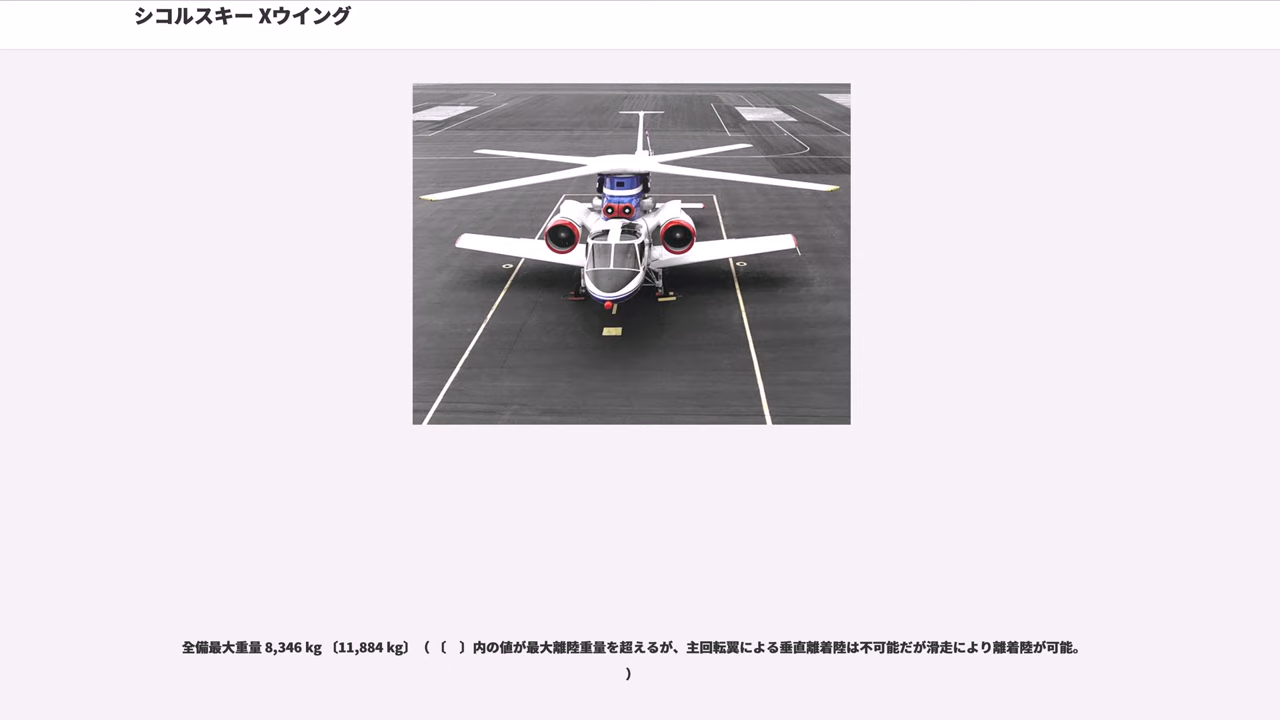 シコルスキー Xウイング
全備最大重量 8,346 kg 〔11,884 kg〕（ 〔　〕内の値が最大離陸重量を超えるが、主回転翼による垂直離着陸は不可能だが滑走により離着陸が可能。
）